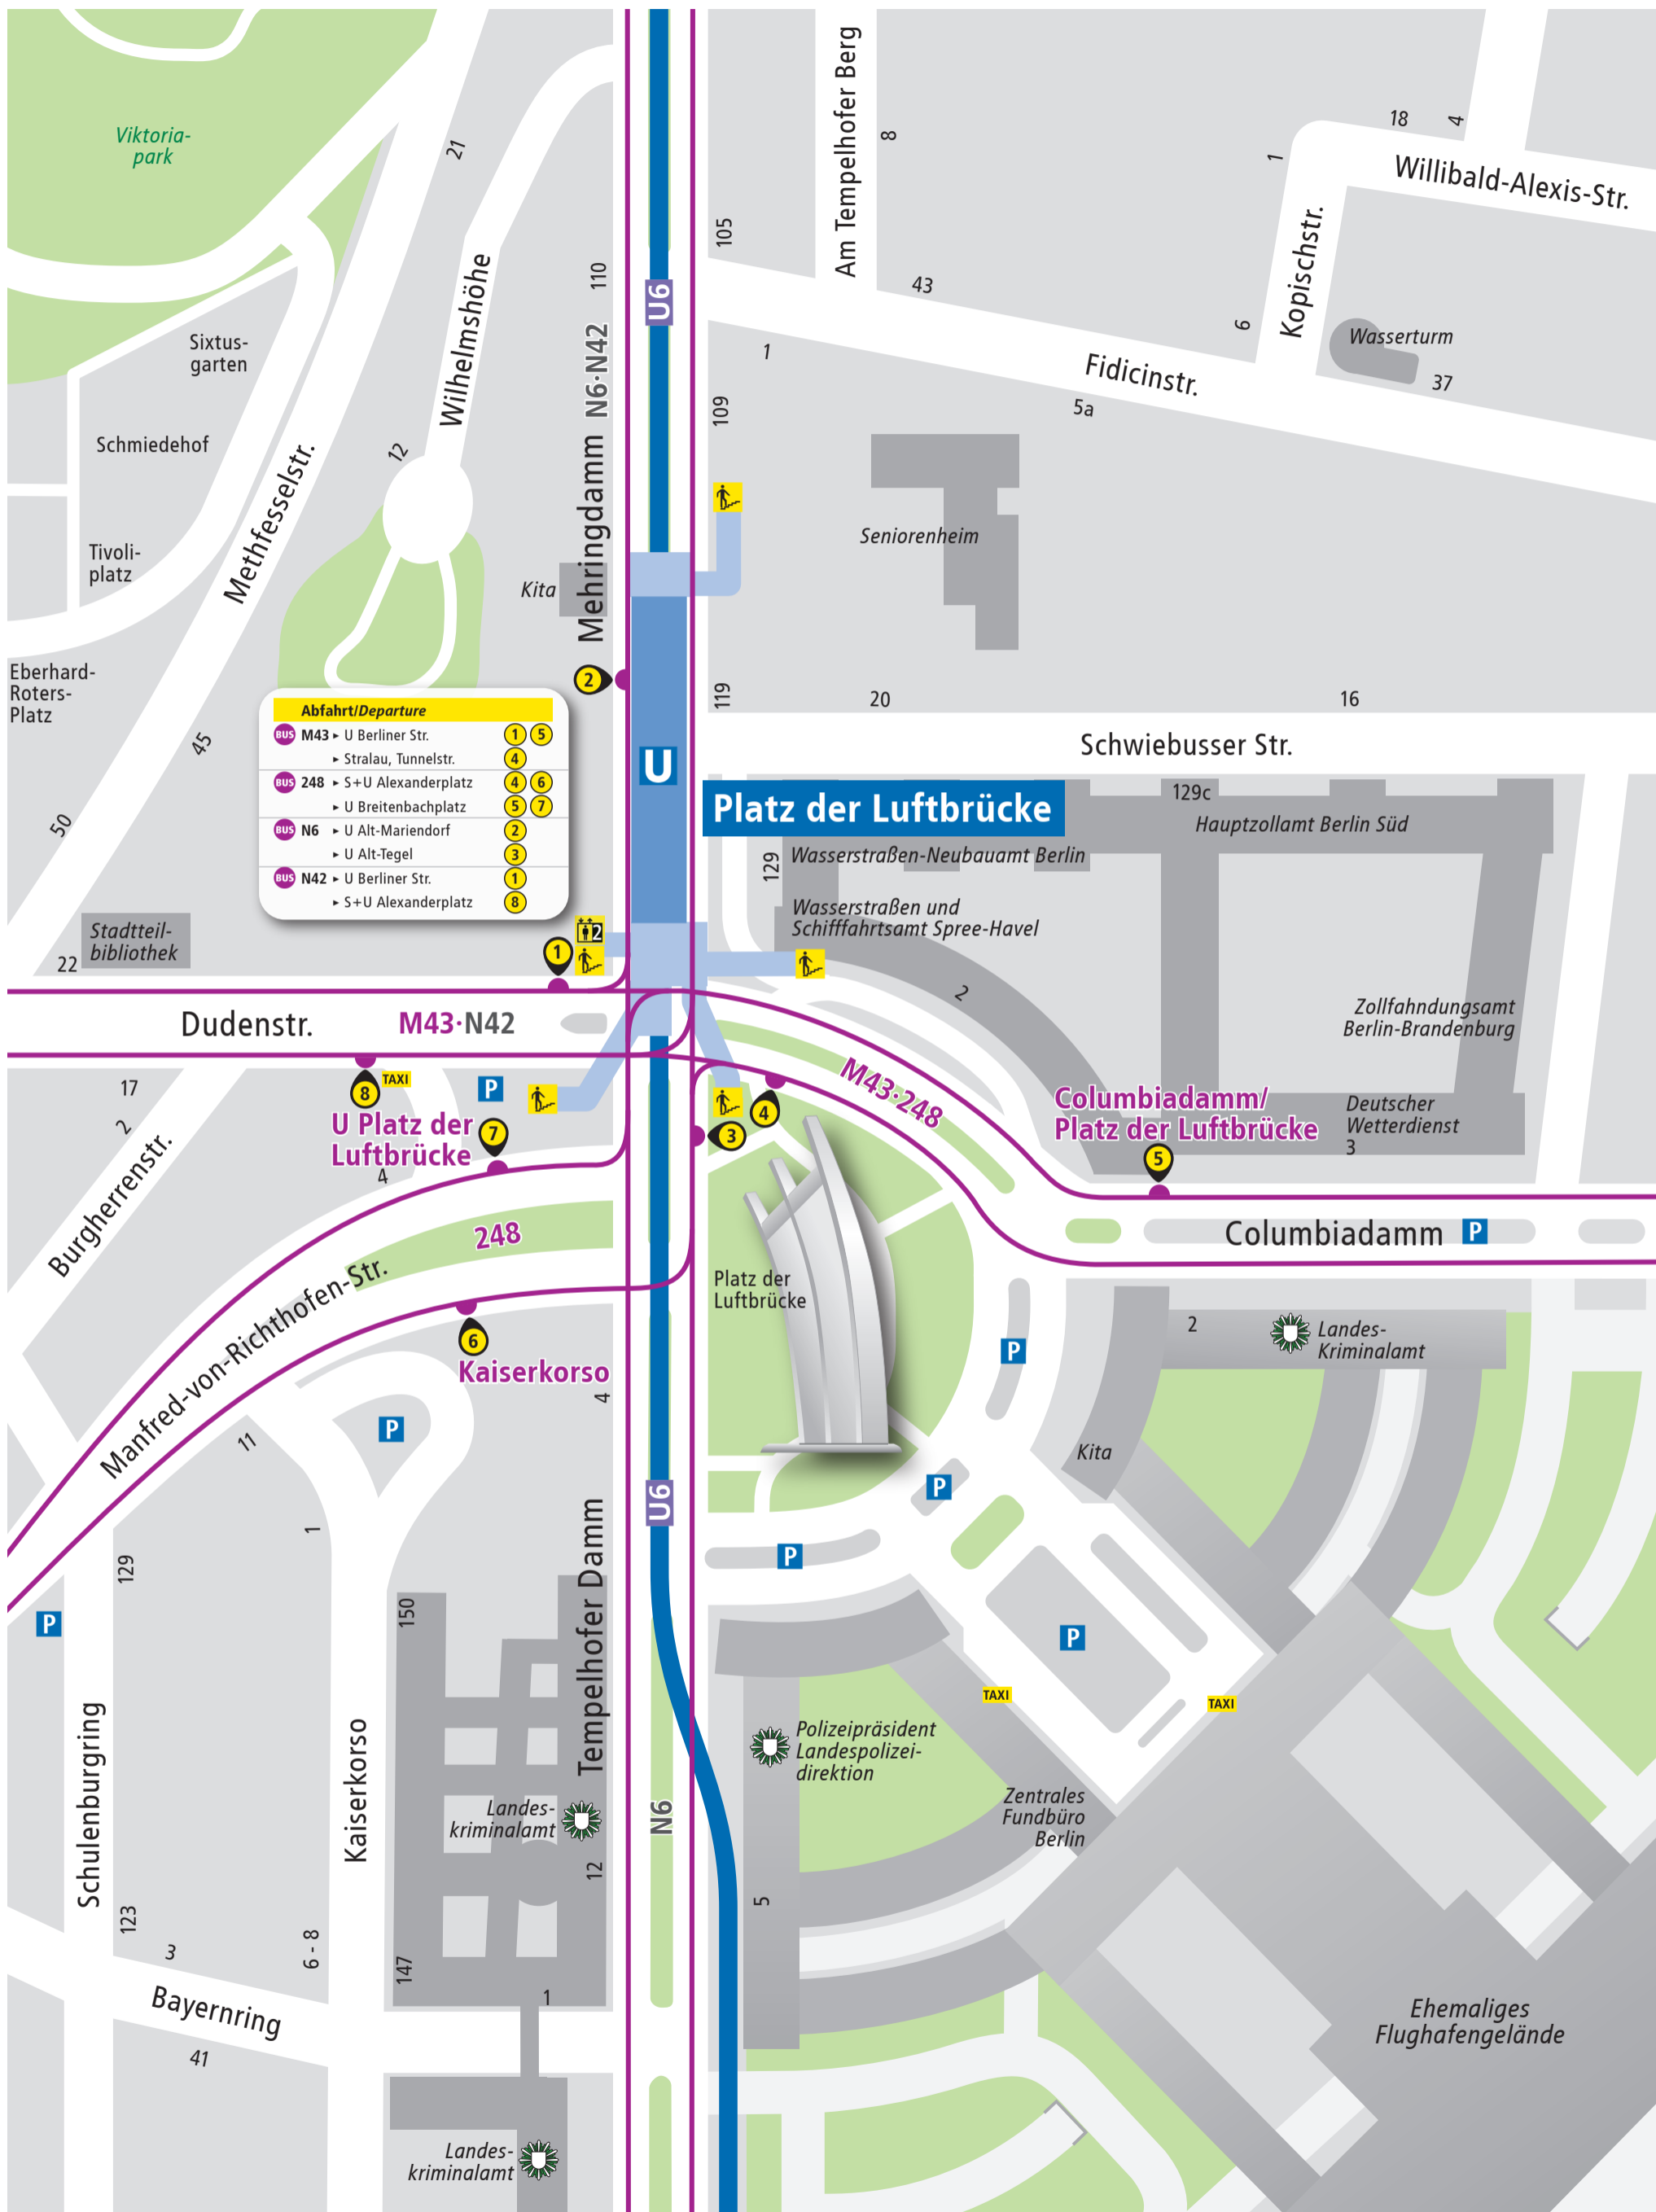 Viktoria-
park
21
Am Tempelhofer Berg
8
18
4
1
Willibald-Alexis-Str.
105
110
U6
43
Kopischstr.
6
Wasserturm
37
Sixtus-
garten
Wilhelmshöhe
N6·N42
1
Fidicinstr.
5a
109
Schmiedehof
12
Methfesselstr.
Mehringdamm
Seniorenheim
Tivoli-
platz
Kita
Eberhard-
Roters-
Platz
2
119
20
16
45
Schwiebusser Str.
50
Abfahrt/Departure
BUS M43 ▸ U Berliner Str. 1 5
▸ Stralau, Tunnelstr. 4
BUS 248 ▸ S+U Alexanderplatz 4 6
▸ U Breitenbachplatz 5 7
BUS N6 ▸ U Alt-Mariendorf 2
▸ U Alt-Tegel 3
BUS N42 ▸ U Berliner Str. 1
▸ S+U Alexanderplatz 8
U
Platz der Luftbrücke
129c
Hauptzollamt Berlin Süd
129
Wasserstraßen-Neubauamt Berlin
Wasserstraßen und
Schifffahrtsamt Spree-Havel
Stadtteil-
bibliothek
22
1
2
2
Zollfahndungsamt
Berlin-Brandenburg
Dudenstr.
M43·N42
M43·248
17
8
TAXI
P
2
U Platz der
Luftbrücke
7
4
3
4
Columbiadamm/
Platz der Luftbrücke
5
Deutscher
Wetterdienst
3
Burgherrenstr.
248
Columbiadamm
P
Manfred-von-Richthofen-Str.
Platz der
Luftbrücke
6
Kaiserkorso
4
P
2
Landes-
Kriminalamt
P
11
Kita
P
U6
1
P
129
150
Tempelhofer Damm
P
P
TAXI
TAXI
Schulenburgring
Kaiserkorso
Polizeipräsident
Landespolizei-
direktion
Landes-
kriminalamt
N6
Zentrales
Fundbüro
Berlin
12
5
123
3
6 - 8
147
1
Bayernring
41
Ehemaliges
Flughafengelände
Landes-
kriminalamt